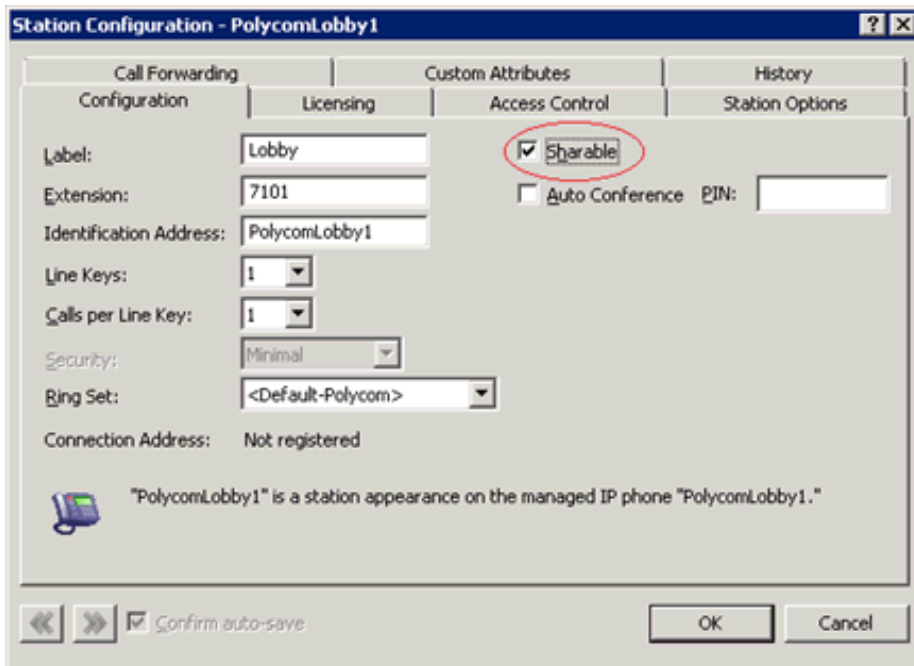 Station Configuration - PolycomLobby1
Call Forwarding Custom Attributes History
Configuration Licensing Access Control Station Options
Label: Lobby Sharable
Extension: 7101 Auto Conference PIN:
Identification Address: PolycomLobby1
Line Keys: 1
Calls per Line Key: 1
Security: Minimal
Ring Set: <Default-Polycom>
Connection Address: Not registered
"PolycomLobby1" is a station appearance on the managed IP phone "PolycomLobby1."
Confirm auto-save OK Cancel